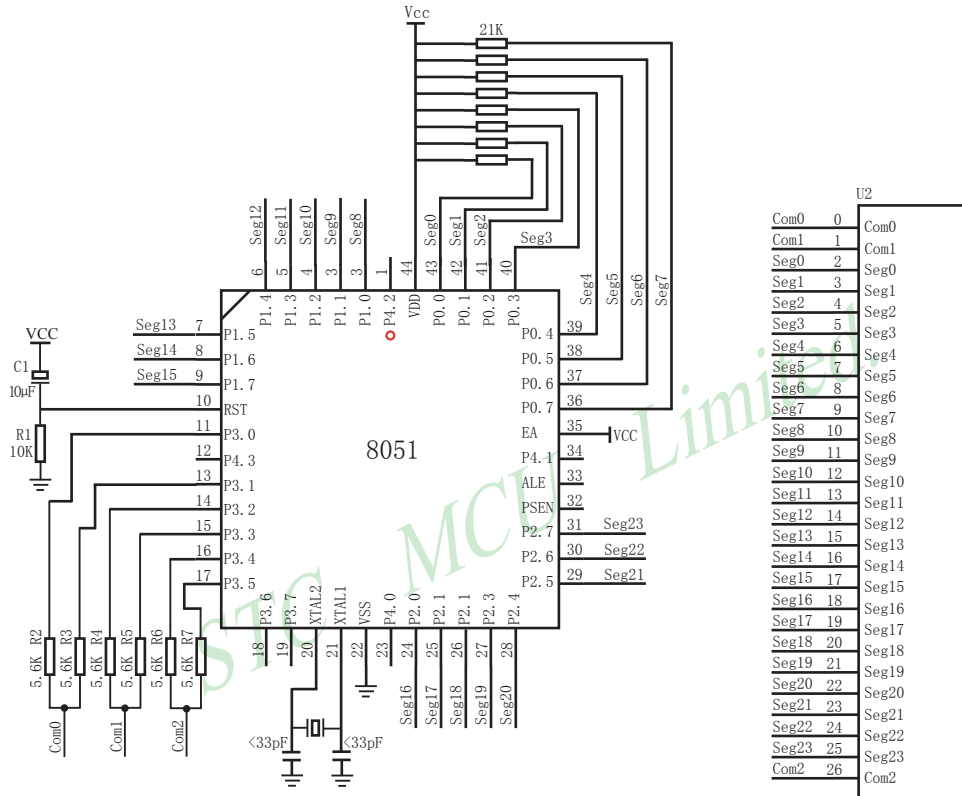 Vcc
21K
Seg12
Seg11
Seg10
Seg9
Seg8
Seg0
Seg1
Seg2
Seg3
Seg4
Seg5
Seg6
Seg7
6
5
4
3
3
1
44
43
42
41
40
P1.4
P1.3
P1.2
P1.1
P1.0
P4.2
VDD
P0.0
P0.1
P0.2
P0.3
VCC
C1
10μF
R1
10K
Seg13 7 P1.5
Seg14 8 P1.6
Seg15 9 P1.7
10 RST
11 P3.0
12 P4.3
13 P3.1
14 P3.2
15 P3.3
16 P3.4
17 P3.5
8051
P0.4 39
P0.5 38
P0.6 37
P0.7 36
EA 35 VCC
P4.1 34
ALE 33
PSEN 32
P2.7 31 Seg23
P2.6 30 Seg22
P2.5 29 Seg21
P3.6
P3.7
XTAL2
XTAL1
VSS
P4.0
P2.0
P2.1
P2.1
P2.3
P2.4
18
19
20
21
22
23
24
25
26
27
28
Seg16
Seg17
Seg18
Seg19
Seg20
5.6K R2
5.6K R3
5.6K R4
5.6K R5
5.6K R6
5.6K R7
Com0
Com1
Com2
<33pF
<33pF
STC MCU Limited.
U2
Com0 0 Com0
Com1 1 Com1
Seg0 2 Seg0
Seg1 3 Seg1
Seg2 4 Seg2
Seg3 5 Seg3
Seg4 6 Seg4
Seg5 7 Seg5
Seg6 8 Seg6
Seg7 9 Seg7
Seg8 10 Seg8
Seg9 11 Seg9
Seg10 12 Seg10
Seg11 13 Seg11
Seg12 14 Seg12
Seg13 15 Seg13
Seg14 16 Seg14
Seg15 17 Seg15
Seg16 18 Seg16
Seg17 19 Seg17
Seg18 20 Seg18
Seg19 21 Seg19
Seg20 22 Seg20
Seg21 23 Seg21
Seg22 24 Seg22
Seg23 25 Seg23
Com2 26 Com2